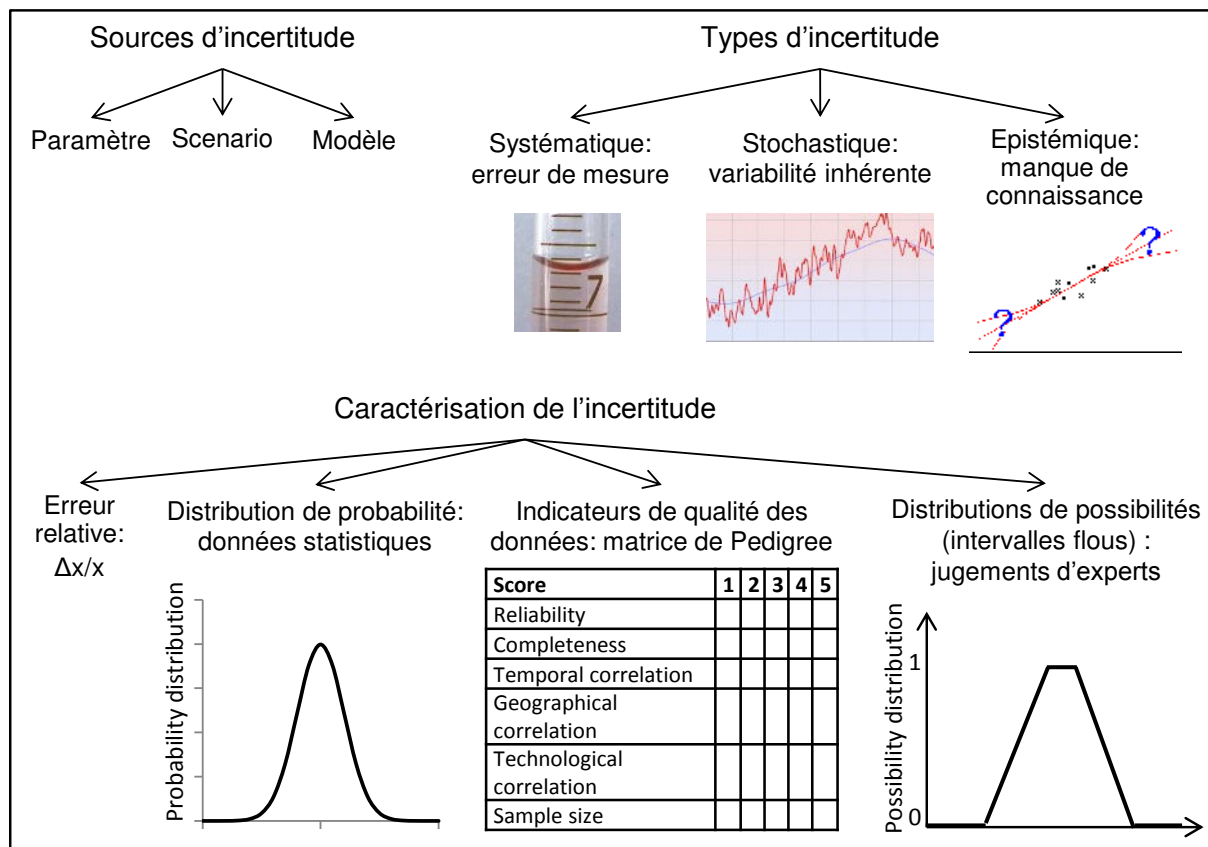 Sources d'incertitude
Paramètre
Scenario
Modèle
Types d'incertitude
Systématique:
erreur de mesure
7
Stochastique:
variabilité inhérente
Epistémique:
manque de
connaissance
?
?
Caractérisation de l'incertitude
Erreur
relative:
Δx/x
Distribution de probabilité:
données statistiques
Probability distribution
Indicateurs de qualité des
données: matrice de Pedigree
Score 1 2 3 4 5
Reliability
Completeness
Temporal correlation
Geographical
correlation
Technological
correlation
Sample size
Distributions de possibilités
(intervalles flous) :
jugements d'experts
Possibility distribution
1
0